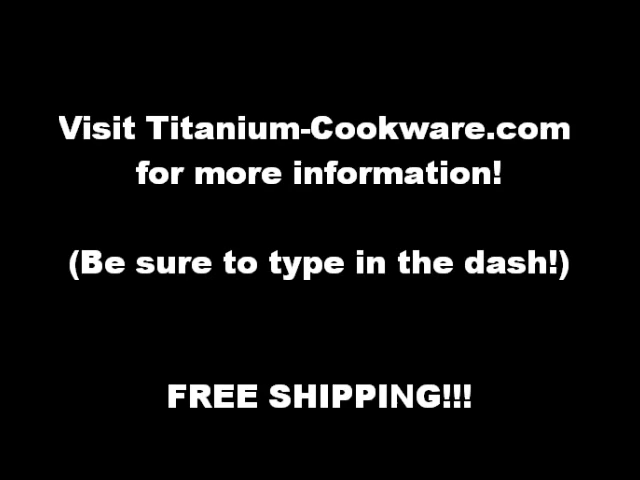 Visit Titanium-Cookware.com
for more information!
(Be sure to type in the dash!)
FREE SHIPPING!!!